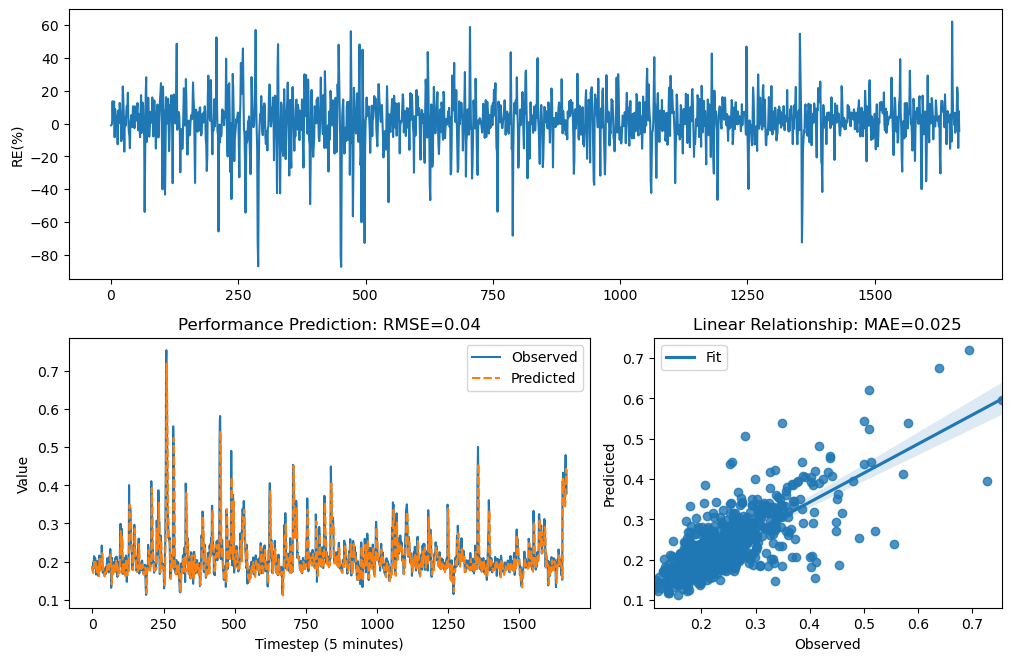 60
40
20
0
−20
−40
−60
−80
RE(%)
0 250 500 750 1000 1250 1500
Performance Prediction: RMSE=0.04
Observed
Predicted
0.7
0.6
0.5
0.4
0.3
0.2
0.1
Value
0 250 500 750 1000 1250 1500
Timestep (5 minutes)
Linear Relationship: MAE=0.025
Fit
0.7
0.6
0.5
0.4
0.3
0.2
0.1
Predicted
0.2 0.3 0.4 0.5 0.6 0.7
Observed